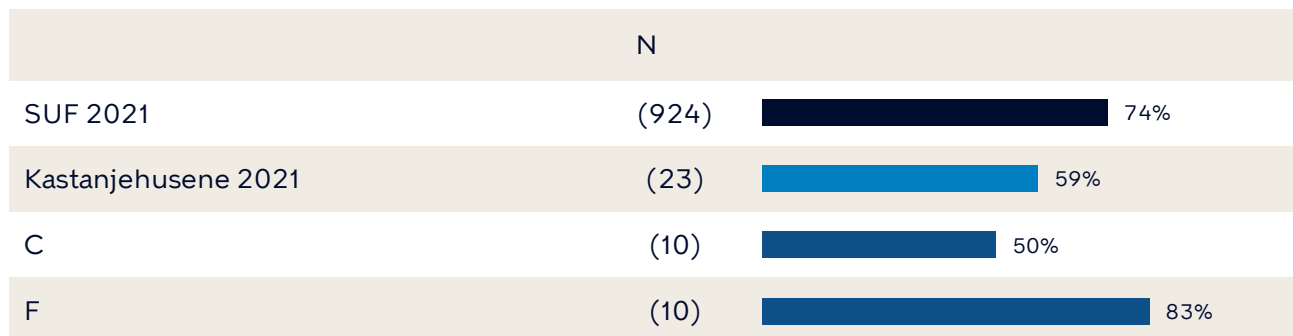 N
SUF 2021 (924) 74%
Kastanjehusene 2021 (23) 59%
C (10) 50%
F (10) 83%